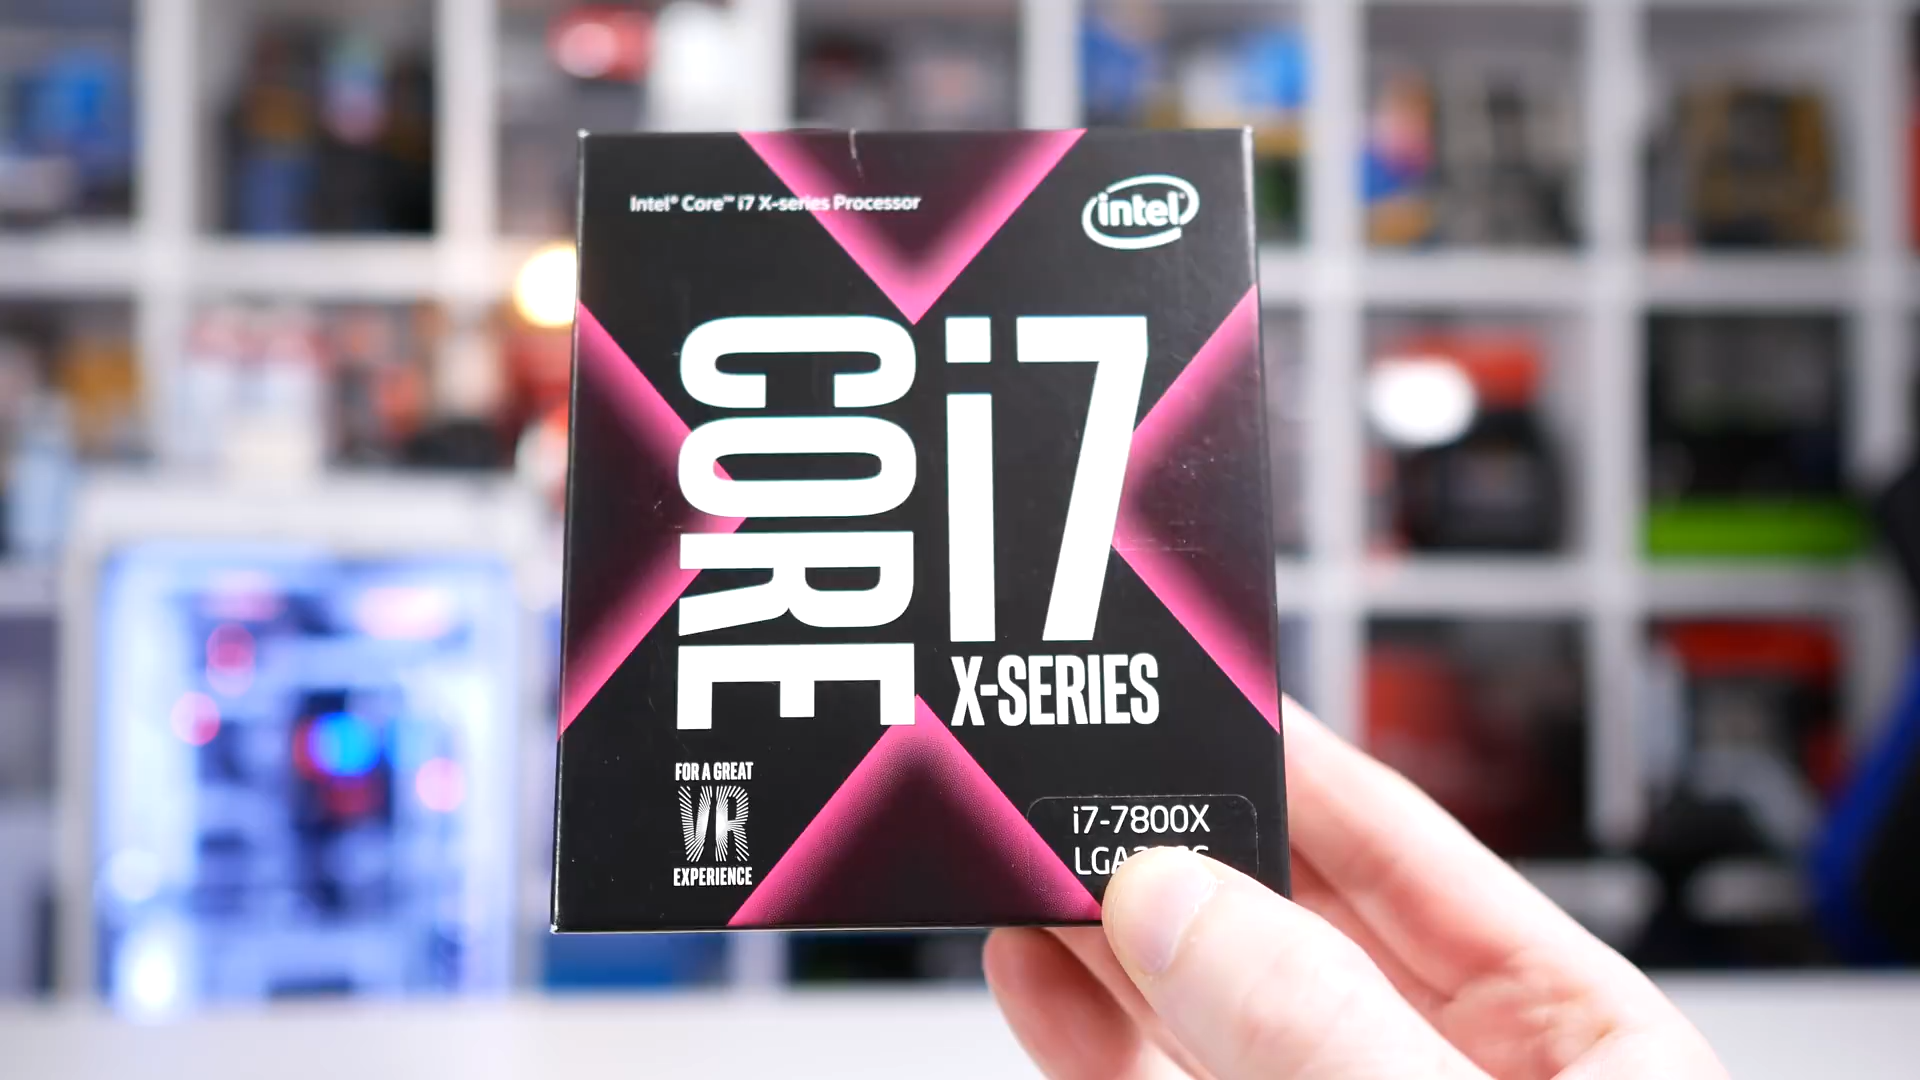 Intel® Core™ i7 X-series Processor
intel®
CORE i7
X-SERIES
FOR A GREAT
VR
EXPERIENCE
i7-7800X